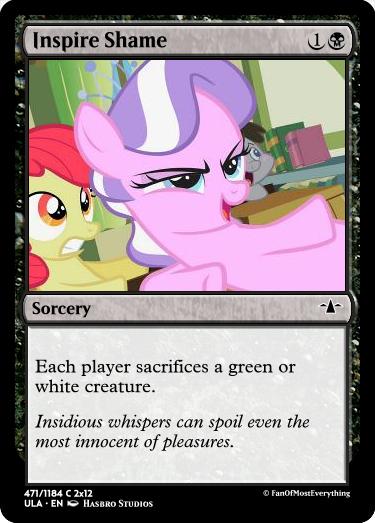 Inspire Shame 1
Sorcery
Each player sacrifices a green or
white creature.
Insidious whispers can spoil even the
most innocent of pleasures.
471/1184 C 2x12
ULA • EN HASBRO STUDIOS
© FanOfMostEverything